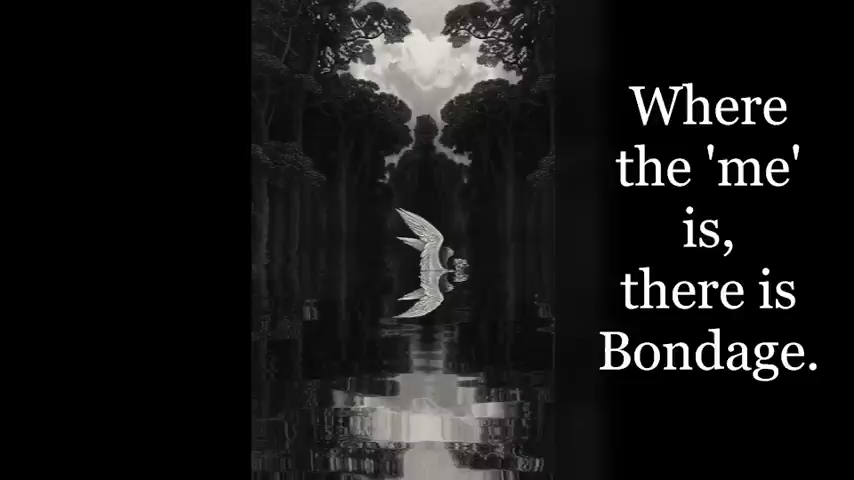 Where
the 'me'
is,
there is
Bondage.